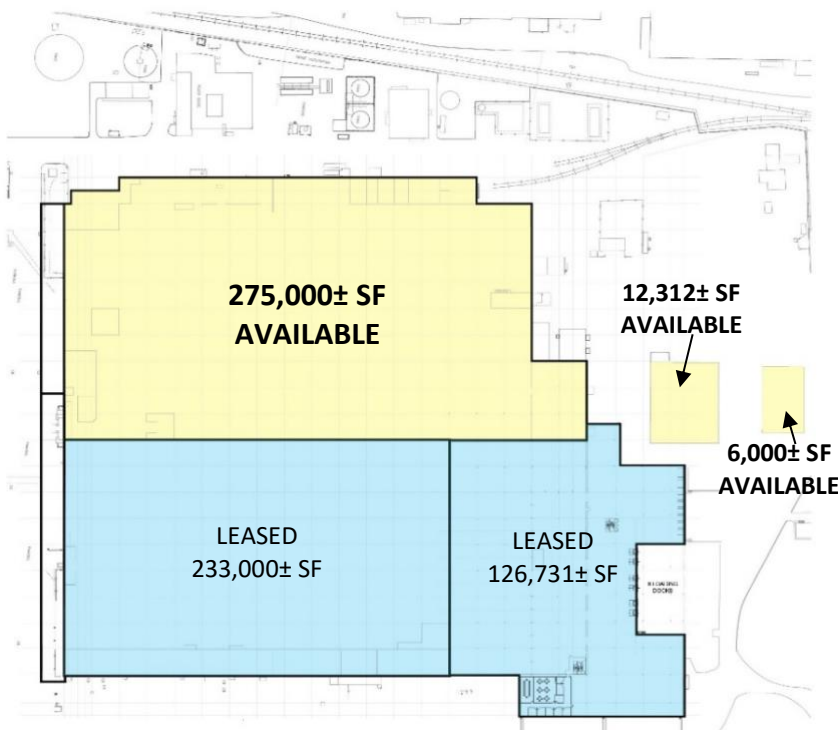 275,000± SF
AVAILABLE
12,312± SF
AVAILABLE
6,000± SF
AVAILABLE
LEASED
233,000± SF
LEASED
126,731± SF